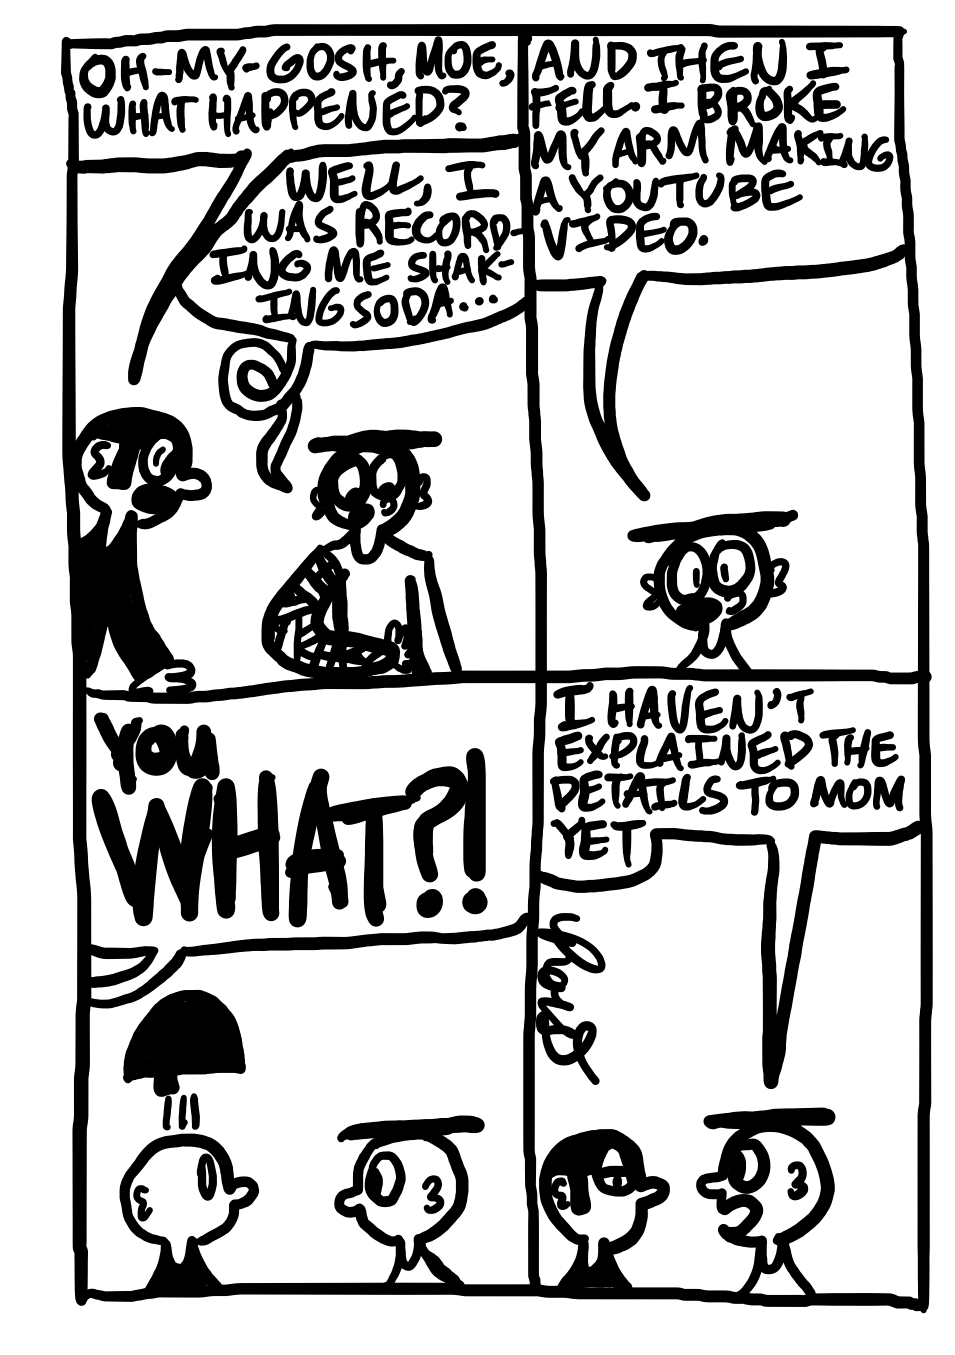 OH-MY-GOSH, MOE,
WHAT HAPPENED?
WELL, I
WAS RECORD-
ING ME SHAK-
ING SODA...
AND THEN I
FELL. I BROKE
MY ARM MAKING
A YOUTUBE
VIDEO.
YOU
WHAT?!
I HAVEN'T
EXPLAINED THE
DETAILS TO MOM
YET